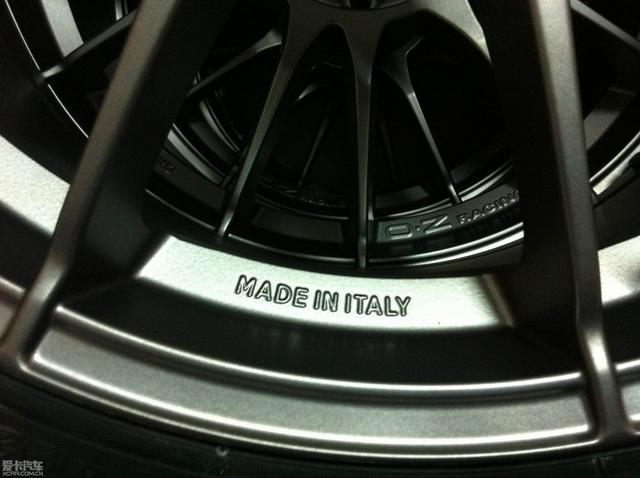 O·Z RACING
MADE IN ITALY
爱卡汽车
XCAR.COM.CN